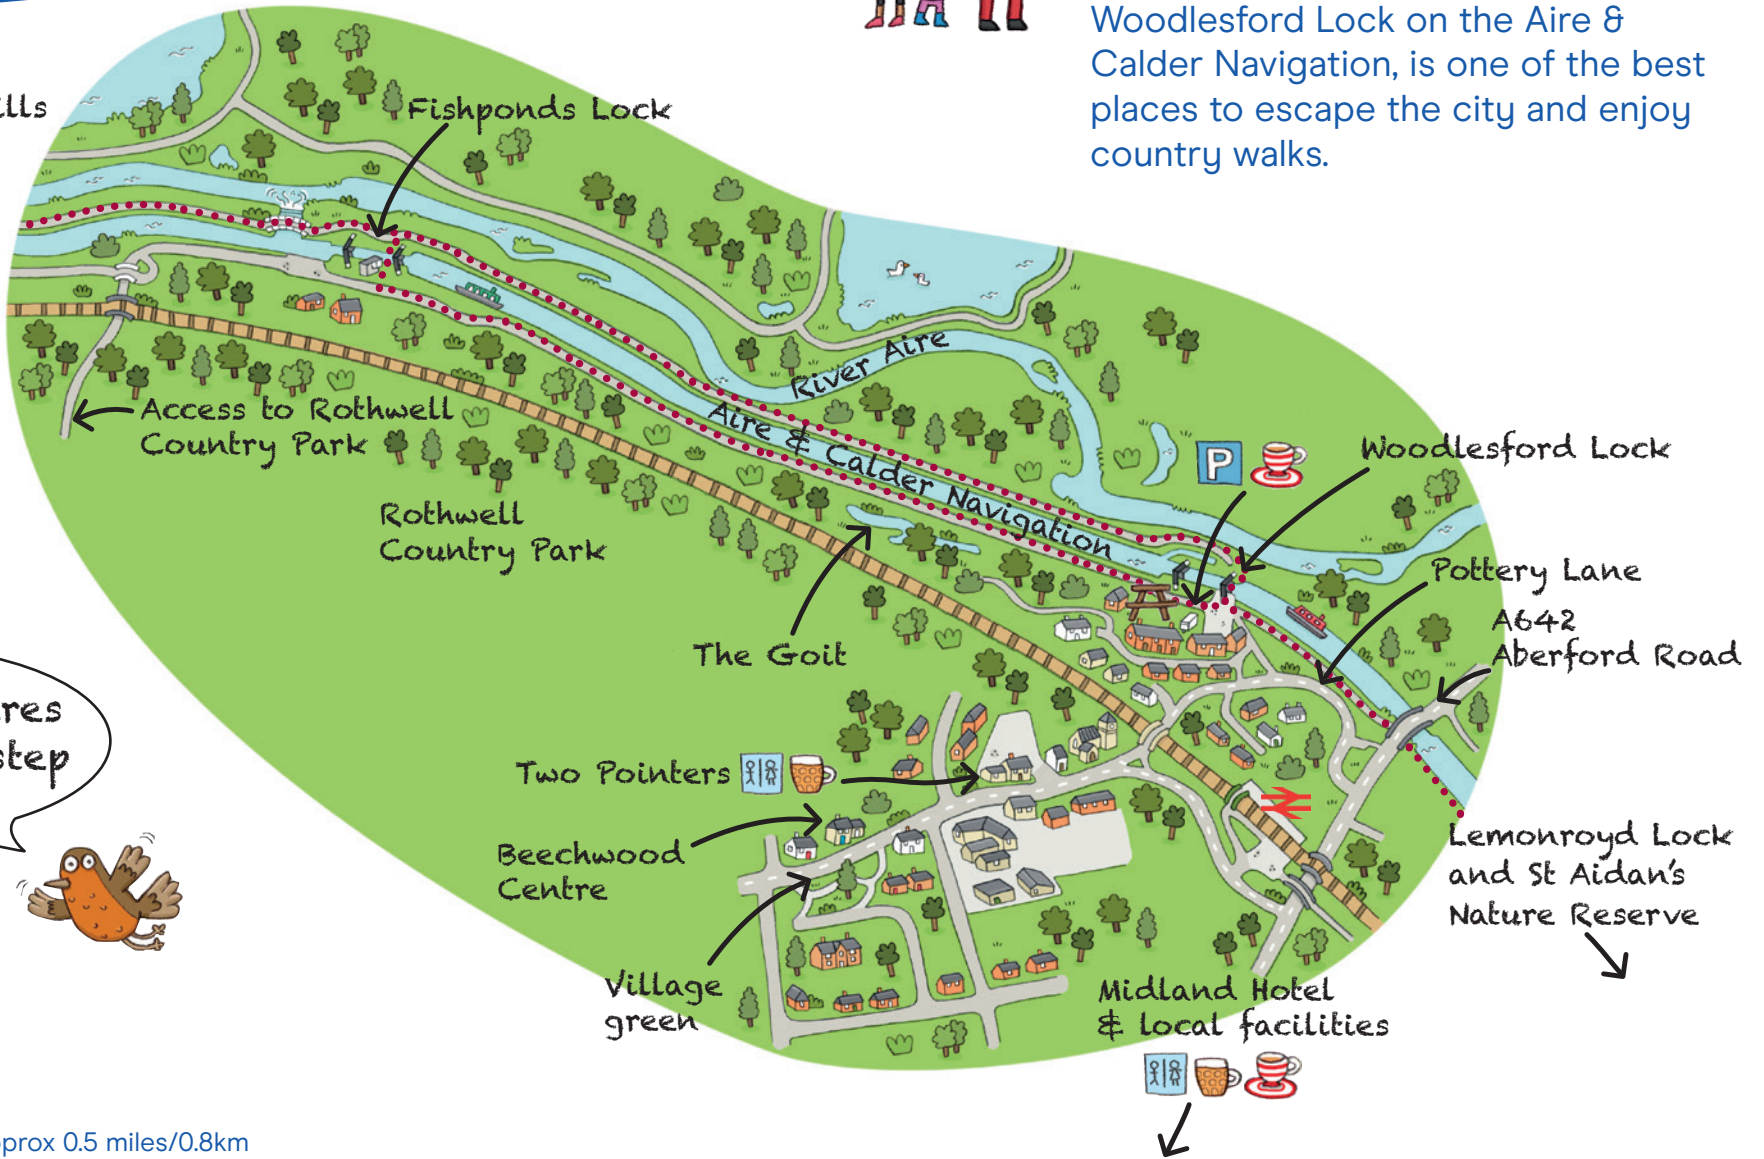 Woodlesford Lock on the Aire &
Calder Navigation, is one of the best
places to escape the city and enjoy
country walks.
ills
Fishponds Lock
River Aire
Aire & Calder Navigation
Access to Rothwell
Country Park
Rothwell
Country Park
P
Woodlesford Lock
Pottery Lane
A642
Aberford Road
The Goit
res
step
Two Pointers
Beechwood
Centre
Village
green
Lemonroyd Lock
and St Aidan's
Nature Reserve
Midland Hotel
& local facilities
prox 0.5 miles/0.8km